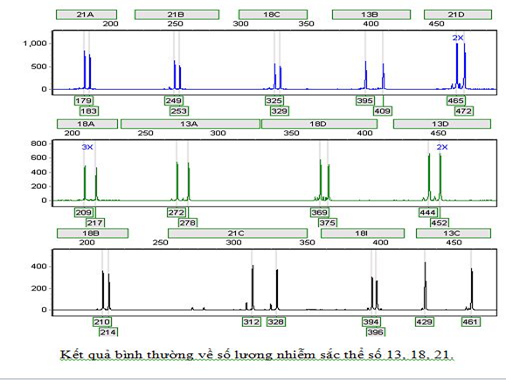 21A 21B 18C 13B 21D
200 250 300 350 400 450
2X
1,000
500
0
179 249 325 395 465
183 253 329 409 472
18A 13A 18D 13D
200 250 300 350 400 450
3X 2X
800
600
400
200
0
209 272 369 444
217 278 375 452
18B 21C 18I 13C
200 250 300 350 400 450
400
200
0
210 312 328 394 429 461
214 396
Kết quả bình thường về số lương nhiễm sắc thể số 13, 18, 21.